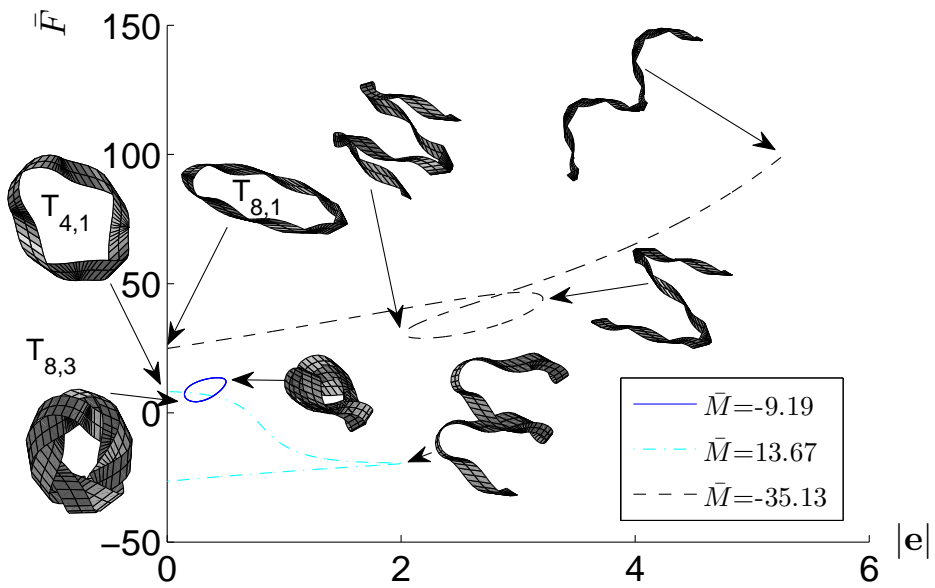 F̄
150
100
50
0
−50
0
2
4
6
|e|
T4,1
T8,1
T8,3
M̄=-9.19
M̄=13.67
M̄=-35.13